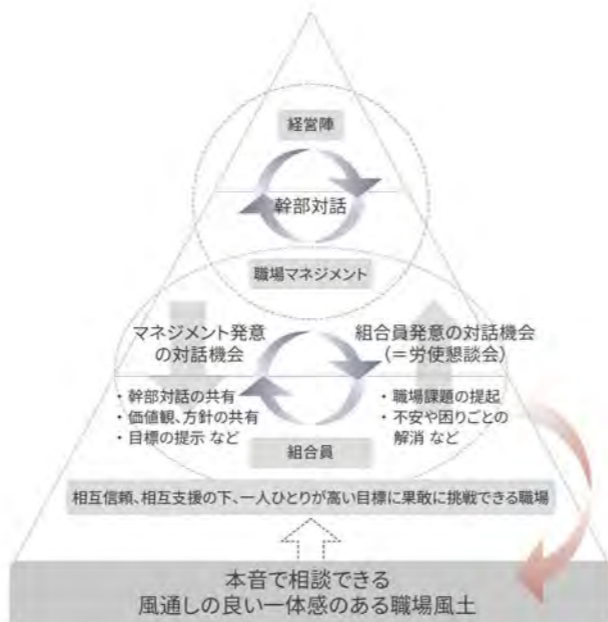 経営陣
幹部対話
職場マネジメント
マネジメント発意
の対話機会
・幹部対話の共有
・価値観、方針の共有
・目標の提示 など
組合員発意の対話機会
(=労使懇談会)
・職場課題の提起
・不安や困りごとの
解消 など
組合員
相互信頼、相互支援の下、一人ひとりが高い目標に果敢に挑戦できる職場
本音で相談できる
風通しの良い一体感のある職場風土